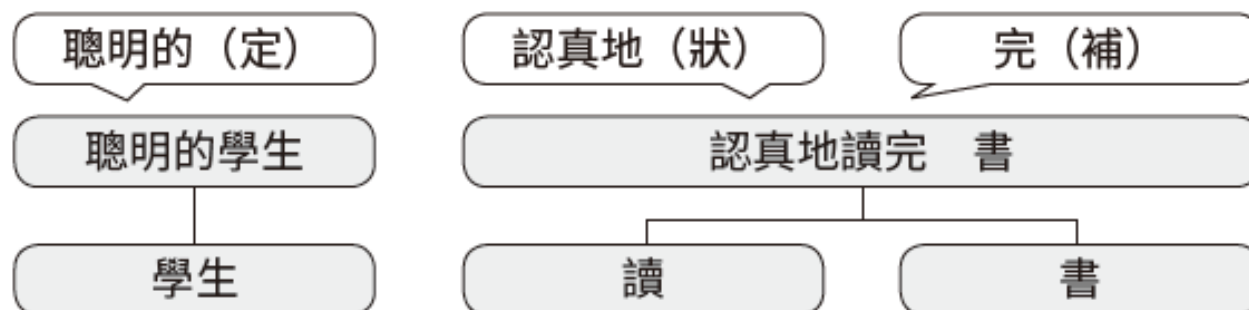 聰明的（定） 認真地（狀） 完（補）
聰明的學生 認真地讀完　書
學生 讀 書